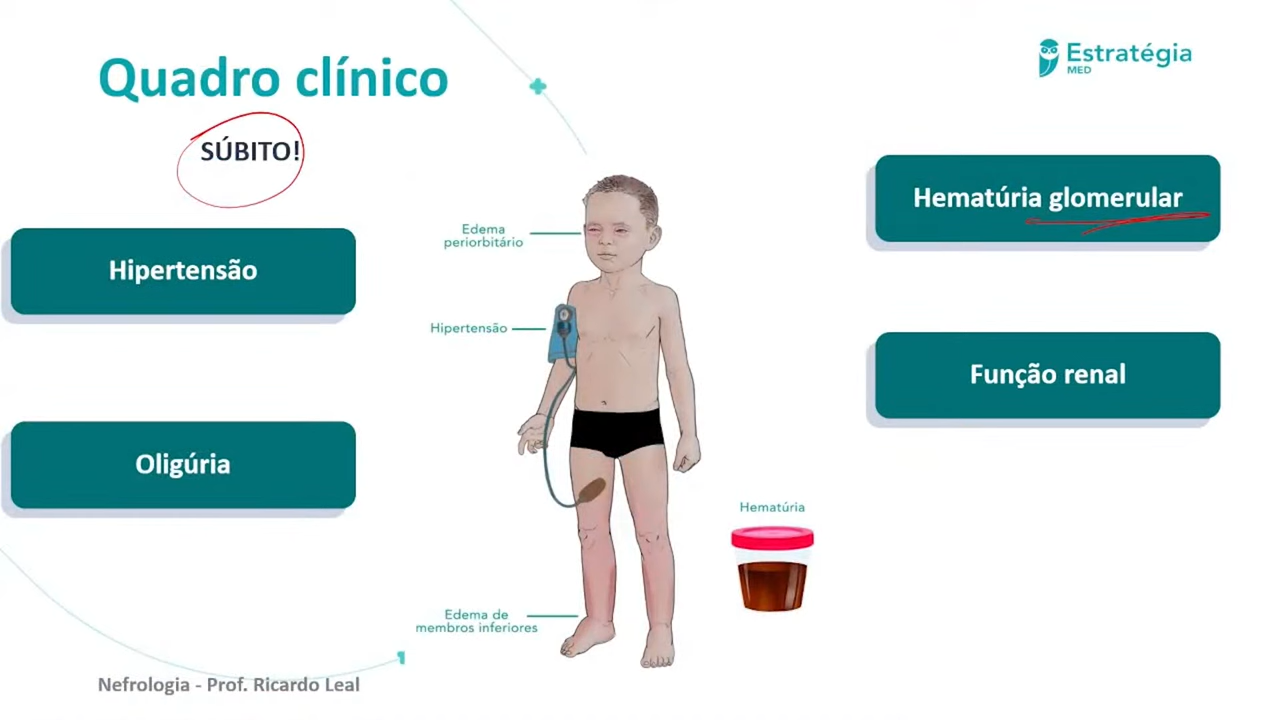 Quadro clínico
SÚBITO!
Estratégia
MED
Hipertensão
Oligúria
Edema
periorbitário
Hipertensão
Edema de
membros inferiores
Hematúria
Hematúria glomerular
Função renal
Nefrologia - Prof. Ricardo Leal